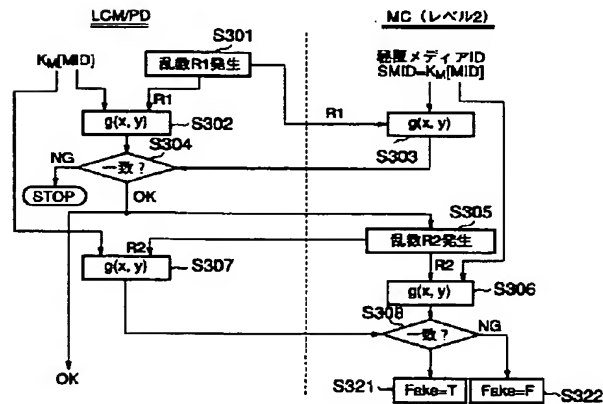 LCM/PD
MC (レベル2)
S301
乱数R1発生
秘匿メディアID
SMID=KM[MID]
KM[MID]
R1
R1
g(x, y)
S302
g(x, y)
S303
S304
NG
一致?
STOP
OK
S305
乱数R2発生
R2
R2
g(x, y)
S307
g(x, y)
S306
S308
一致?
NG
OK
S321
Fake=T
Fake=F
S322